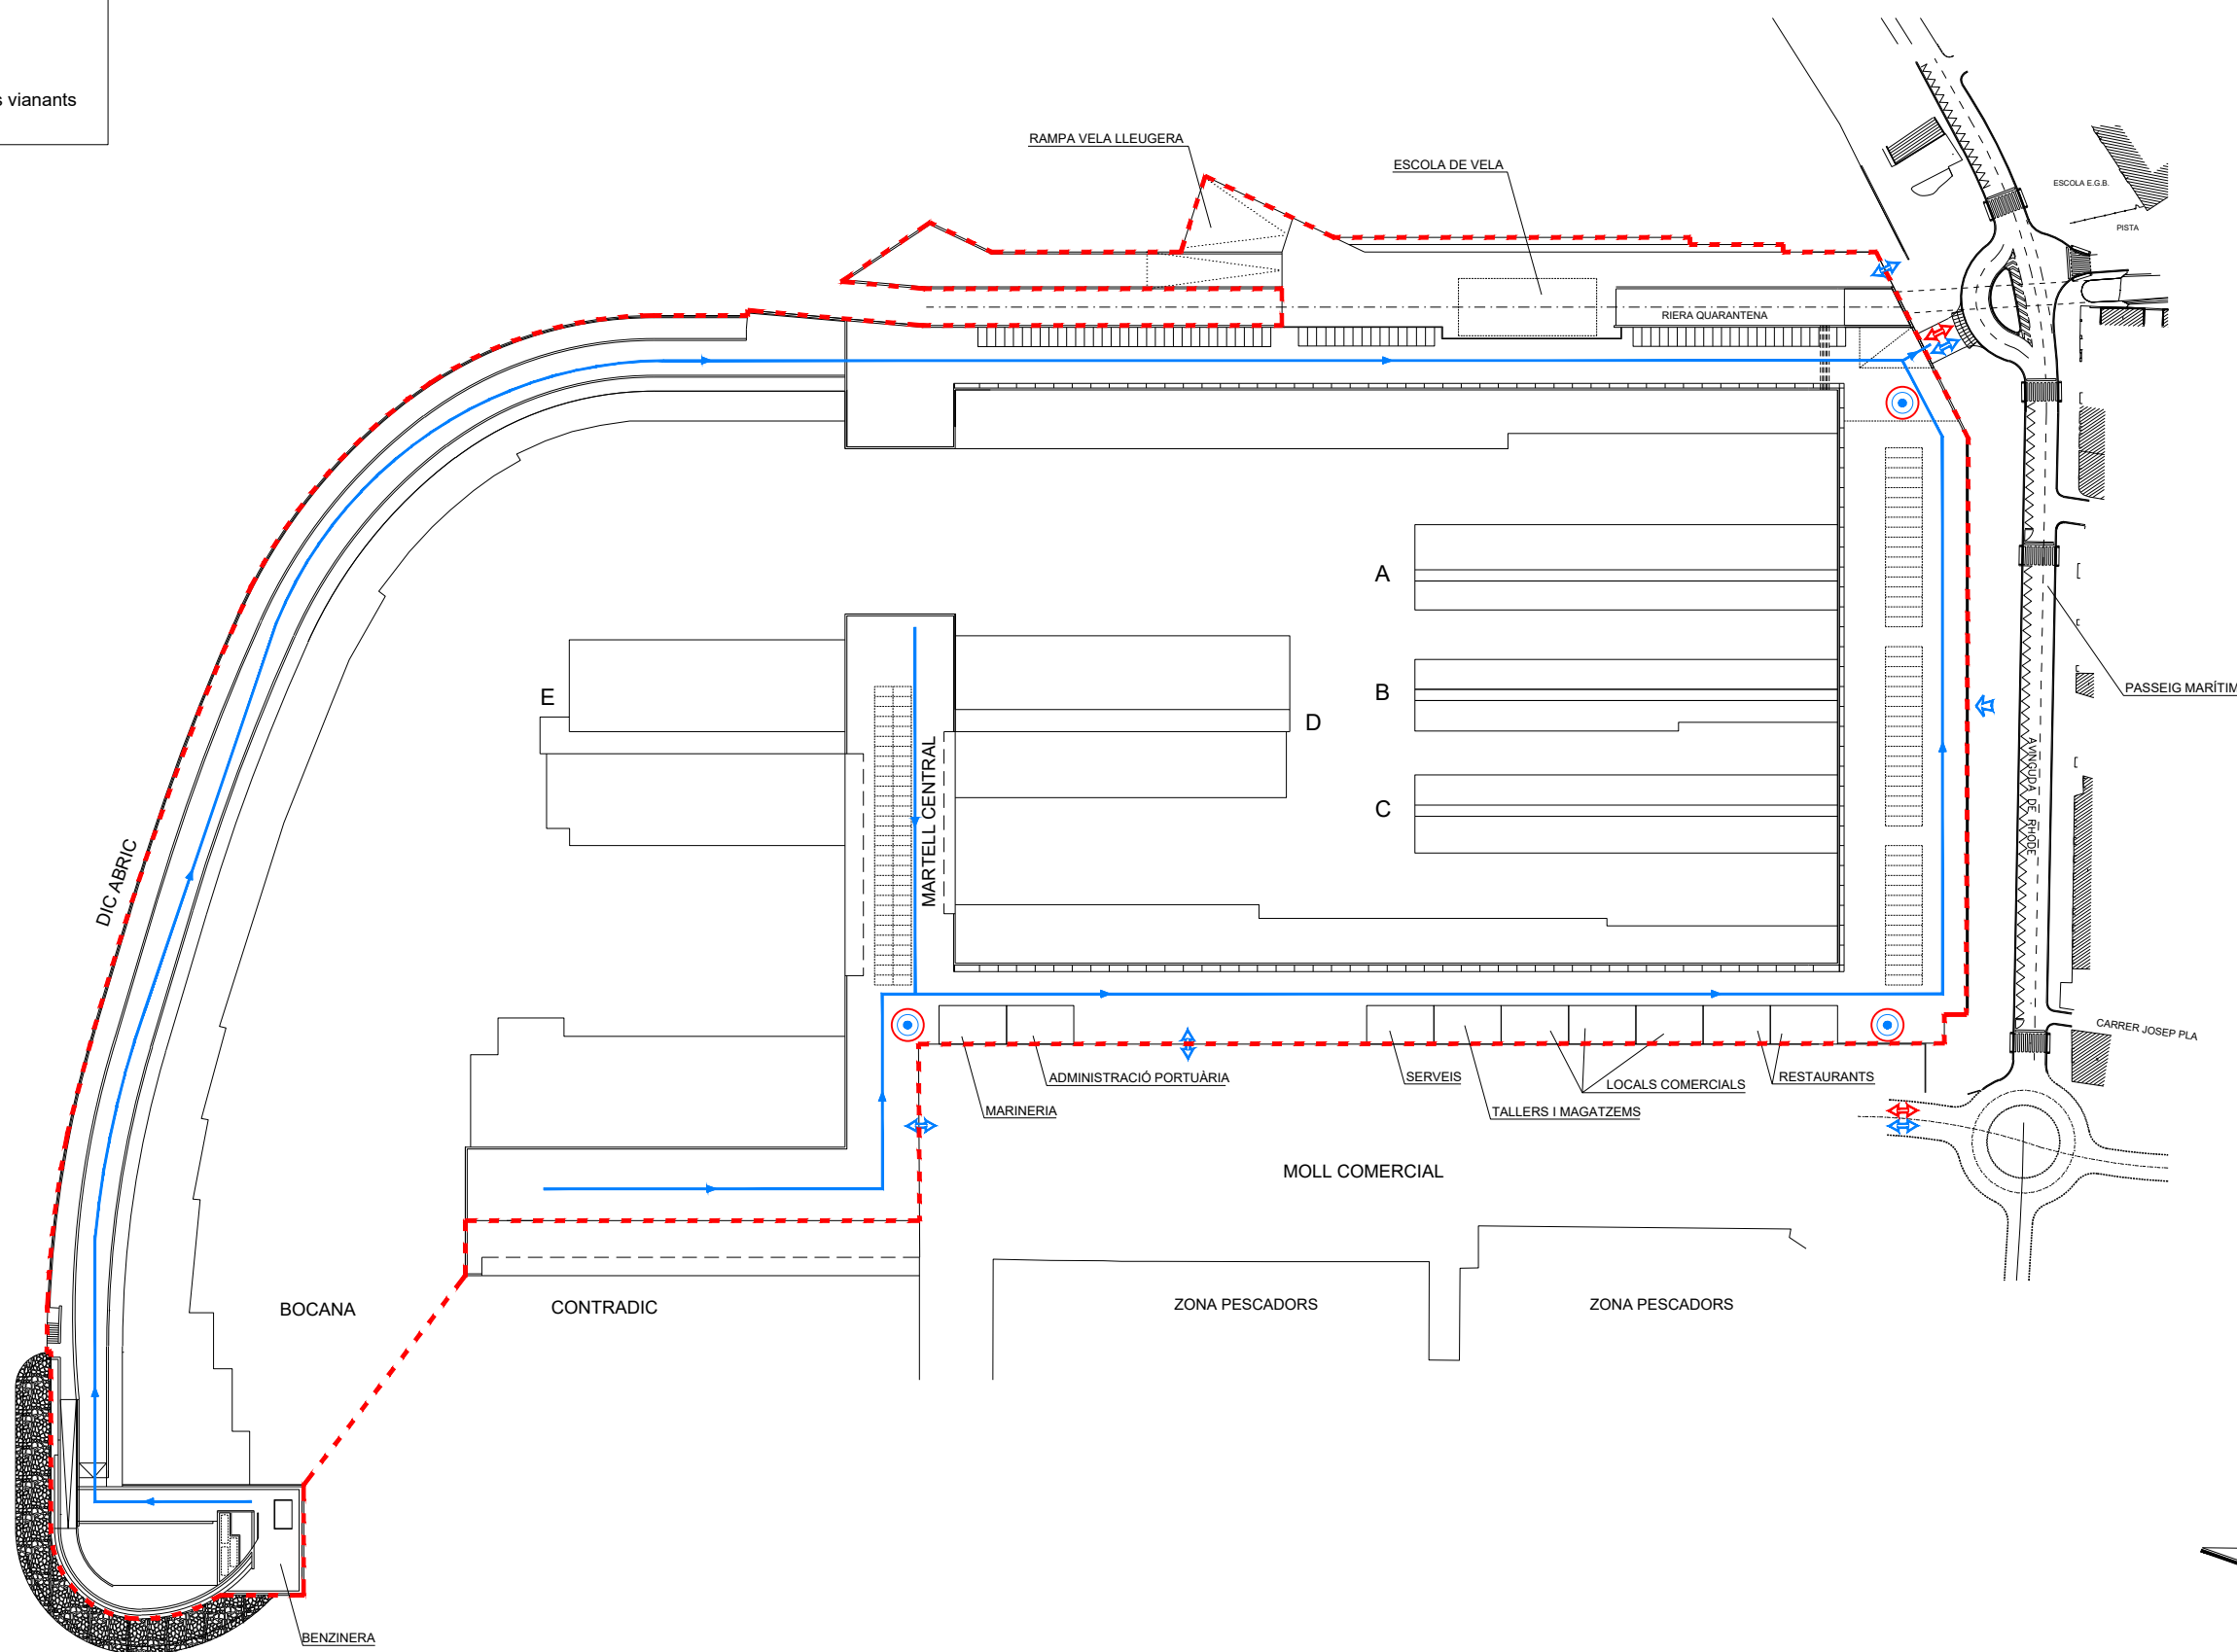 s vianants
RAMPA VELA LLEUGERA
ESCOLA DE VELA
ESCOLA E.G.B.
PISTA
RIERA QUARANTENA
A
B
C
D
E
PASSEIG MARÍTIM
AVINGUDA DE RHODE
MARTELL CENTRAL
DIC ABRIC
CARRER JOSEP PLA
MARINERIA
ADMINISTRACIÓ PORTUÀRIA
SERVEIS
TALLERS I MAGATZEMS
LOCALS COMERCIALS
RESTAURANTS
MOLL COMERCIAL
BOCANA
CONTRADIC
ZONA PESCADORS
ZONA PESCADORS
BENZINERA